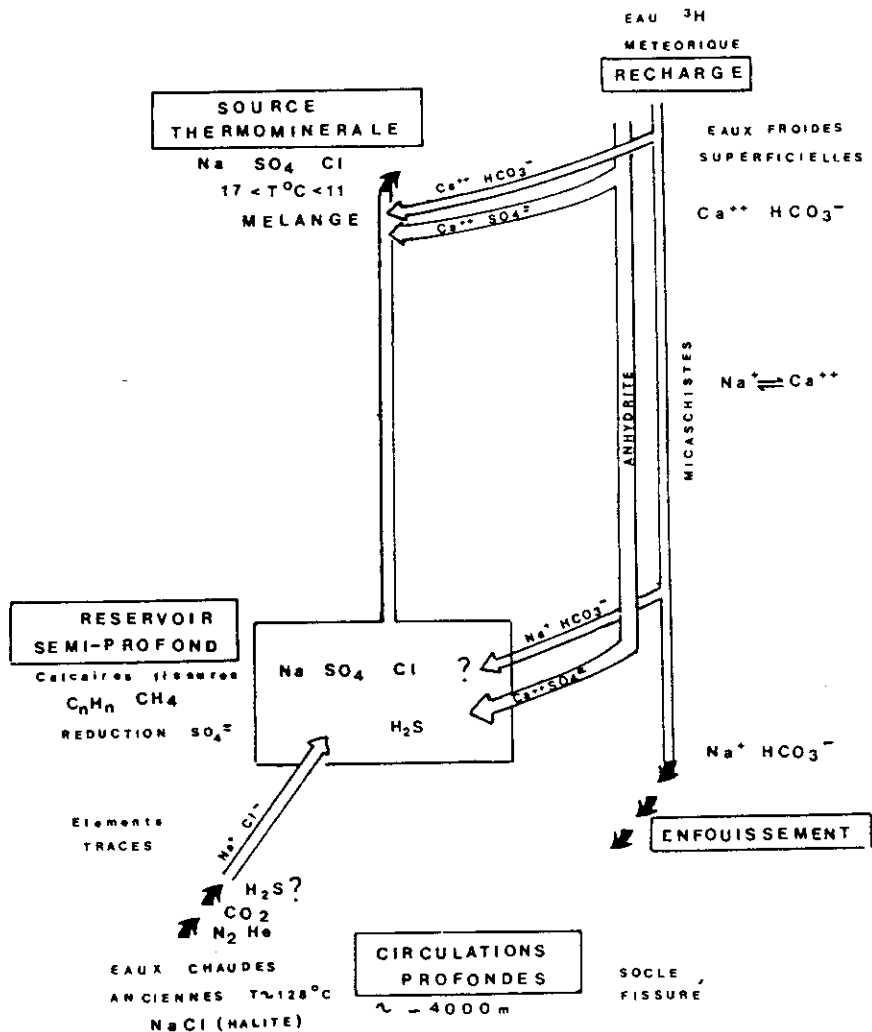 EAU ³H
METEORIQUE
RECHARGE
SOURCE
THERMOMINERALE
Na SO₄ Cl
17 < T°C < 11
MELANGE
EAUX FROIDES
SUPERFICIELLES
Ca⁺⁺ HCO₃⁻
Ca⁺⁺ SO₄⁼
Ca⁺⁺ HCO₃⁻
ANHYDRITE
MICASCHISTES
Na⁺ ⇌ Ca⁺⁺
RESERVOIR
SEMI-PROFOND
Calcaires fissures
CₙHₙ CH₄
REDUCTION SO₄⁼
Na SO₄ Cl ?
H₂S
Na⁺ HCO₃⁻
Ca⁺⁺ SO₄⁼
Na⁺ HCO₃⁻
ENFOUISSEMENT
Elements
TRACES
Na⁺ Cl⁻
H₂S ?
CO₂
N₂ He
EAUX CHAUDES
ANCIENNES T~128°C
NaCl (HALITE)
CIRCULATIONS
PROFONDES
~ - 4000m
SOCLE
FISSURÉ